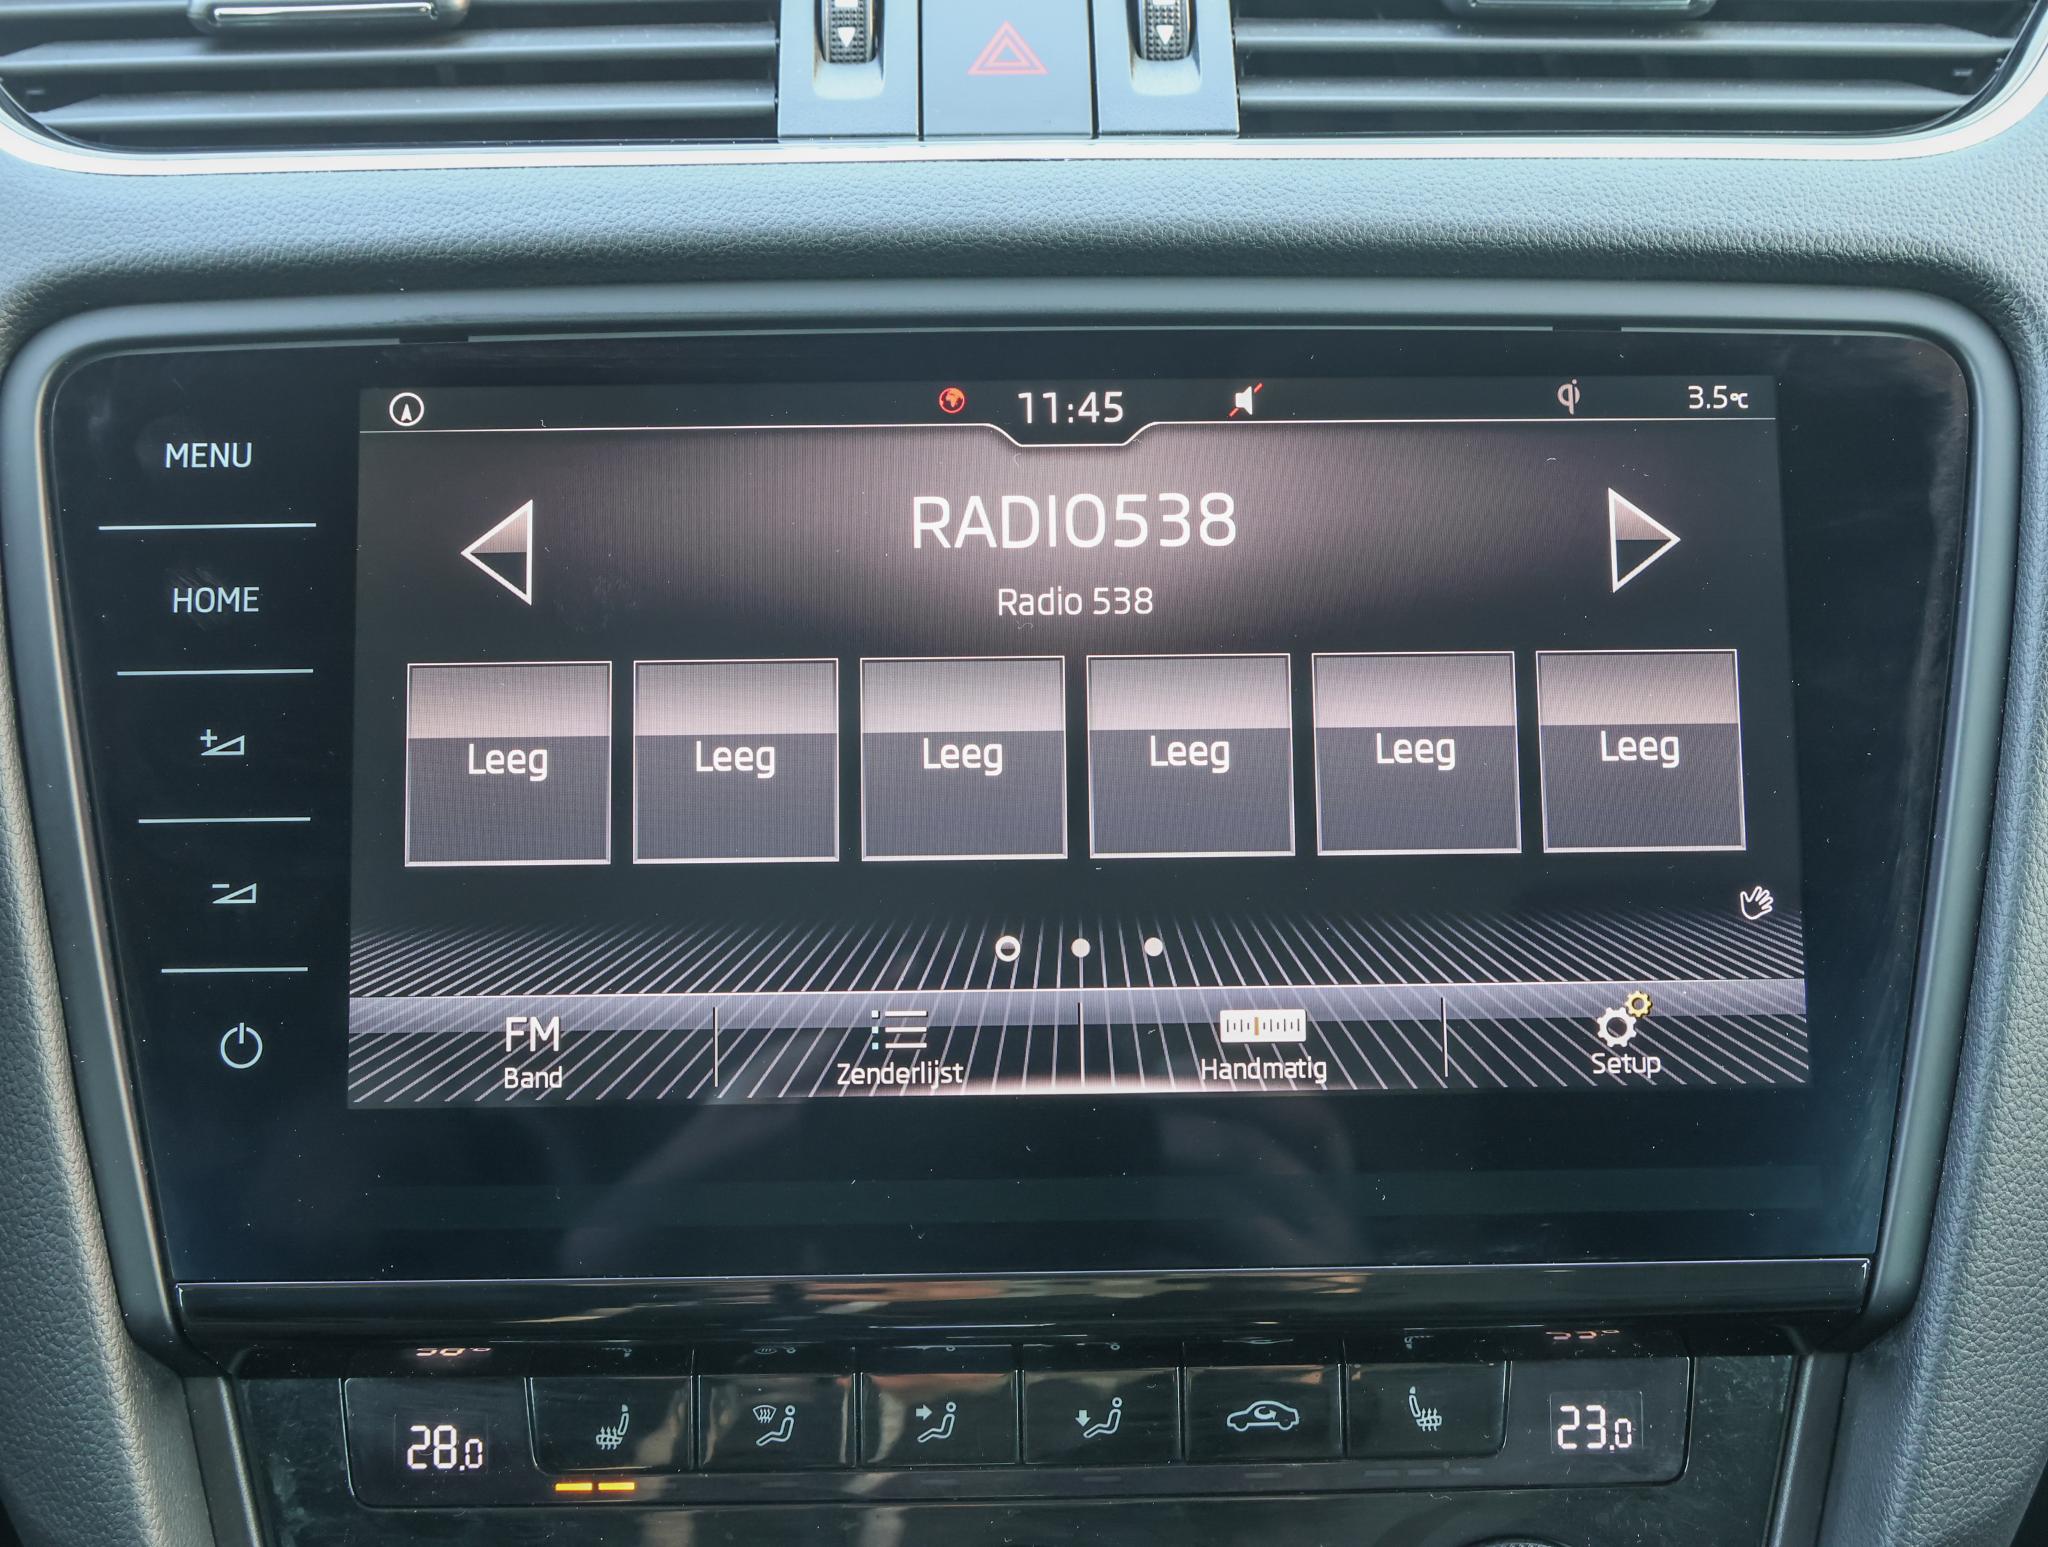 11:45
3.5°C
MENU
HOME
RADIO538
Radio 538
Leeg
Leeg
Leeg
Leeg
Leeg
Leeg
FM
Band
Zenderlijst
Handmatig
Setup
28.0
23.0